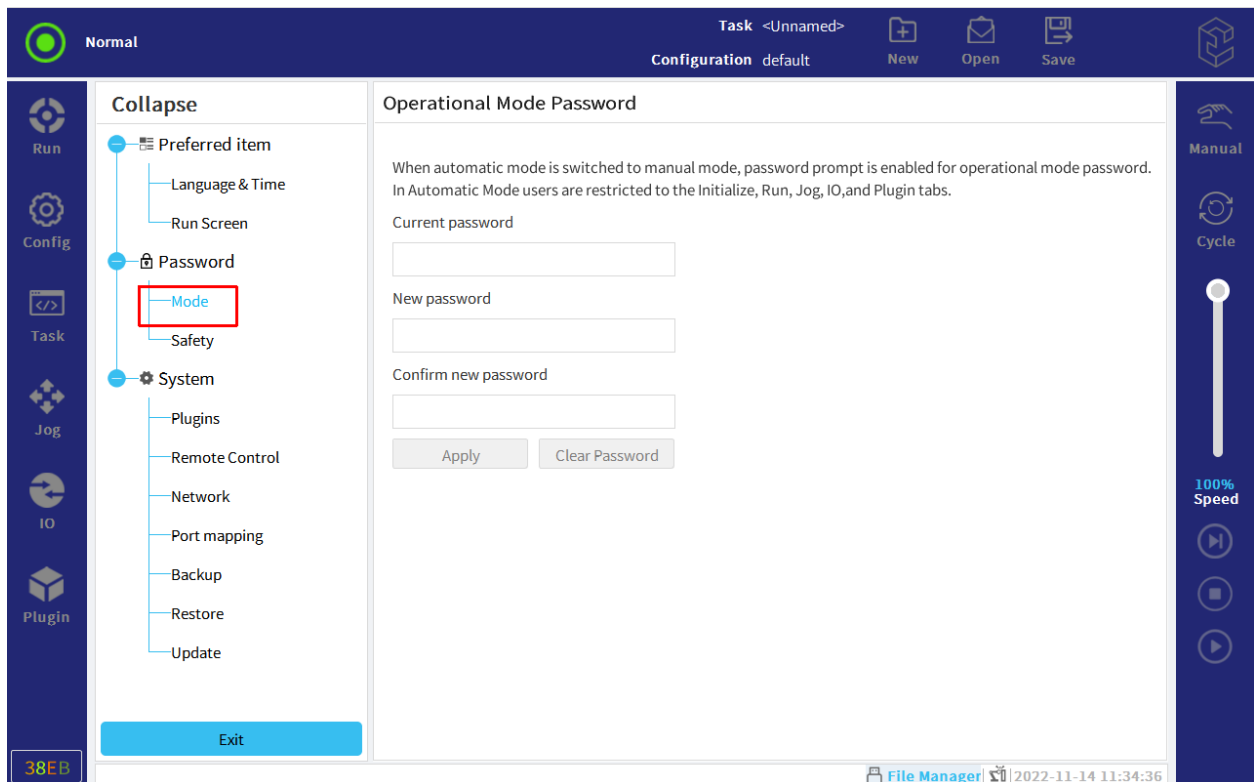 Normal
Task <Unnamed>
Configuration default
New
Open
Save
Run
Config
Task
Jog
IO
Plugin
38EB
Collapse
Preferred item
Language & Time
Run Screen
Password
Mode
Safety
System
Plugins
Remote Control
Network
Port mapping
Backup
Restore
Update
Exit
Operational Mode Password
When automatic mode is switched to manual mode, password prompt is enabled for operational mode password.
In Automatic Mode users are restricted to the Initialize, Run, Jog, IO,and Plugin tabs.
Current password
New password
Confirm new password
Apply
Clear Password
Manual
Cycle
100%
Speed
File Manager
2022-11-14 11:34:36